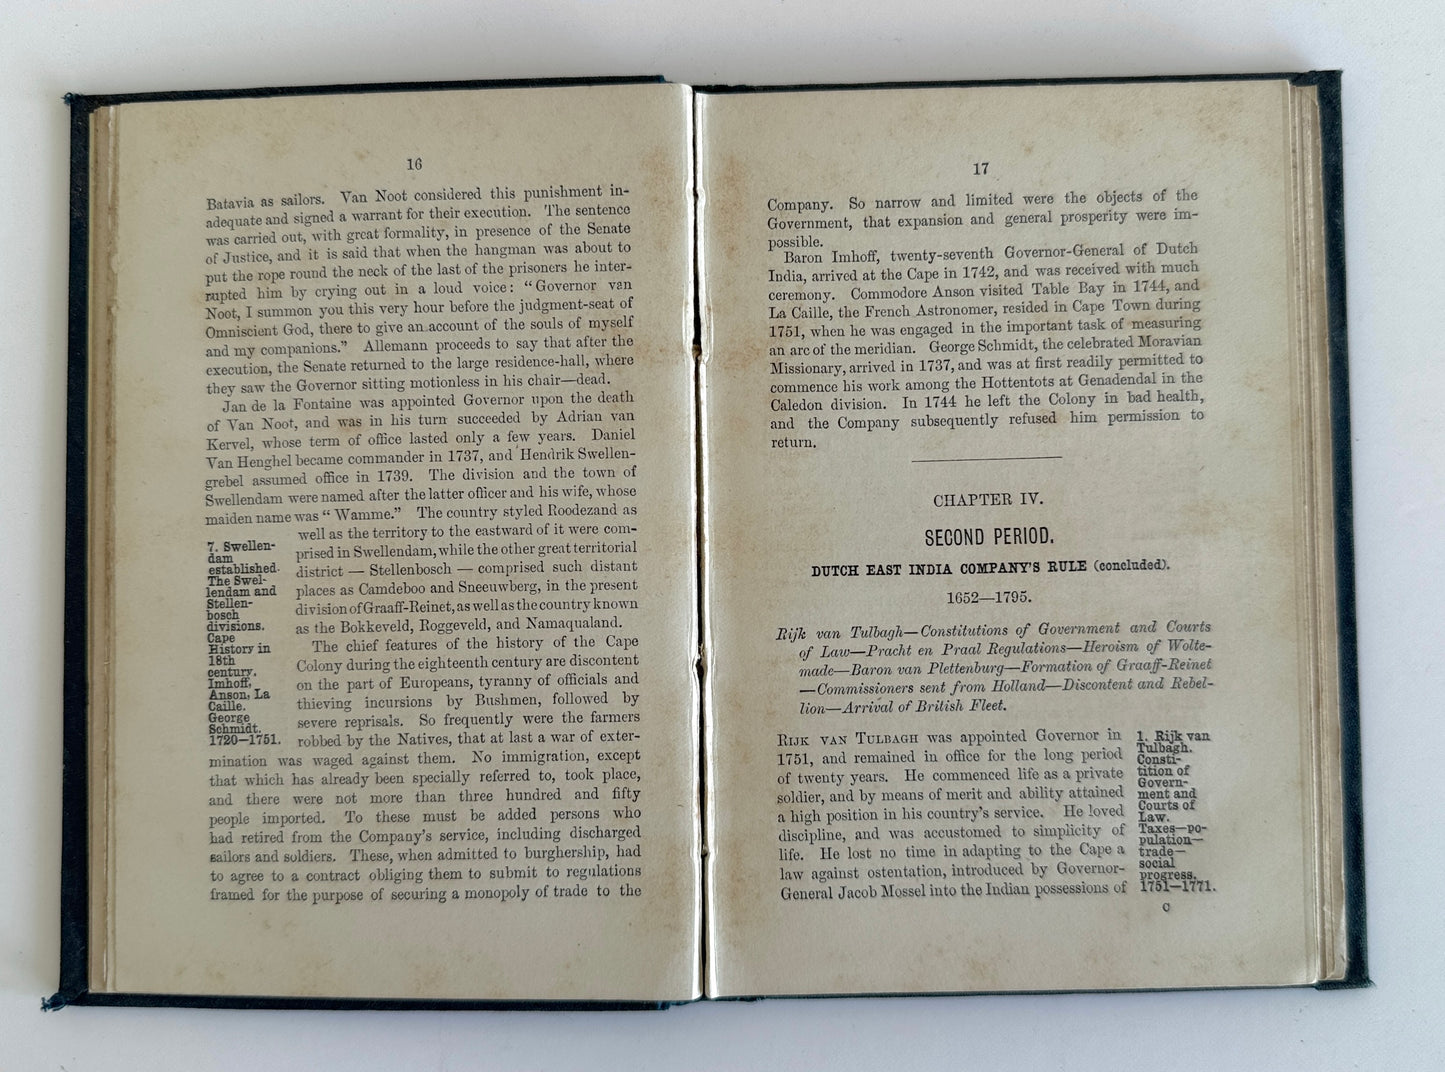 16
Batavia as sailors. Van Noot considered this punishment in-
adequate and signed a warrant for their execution. The sentence
was carried out, with great formality, in presence of the Senate
of Justice, and it is said that when the hangman was about to
put the rope round the neck of the last of the prisoners he inter-
rupted him by crying out in a loud voice: “Governor van
Noot, I summon you this very hour before the judgment-seat of
Omniscient God, there to give an account of the souls of myself
and my companions.” Allemann proceeds to say that after the
execution, the Senate returned to the large residence-hall, where
they saw the Governor sitting motionless in his chair—dead.
Jan de la Fontaine was appointed Governor upon the death
of Van Noot, and was in his turn succeeded by Adrian van
Kervel, whose term of office lasted only a few years. Daniel
Van Henghel became commander in 1737, and Hendrik Swellen-
grebel assumed office in 1739. The division and the town of
Swellendam were named after the latter officer and his wife, whose
maiden name was “Wamme.” The country styled Roodezand as
well as the territory to the eastward of it were com-
prised in Swellendam, while the other great territorial
district — Stellenbosch — comprised such distant
places as Camdeboo and Sneeuwberg, in the present
division of Graaff-Reinet, as well as the country known
as the Bokkeveld, Roggeveld, and Namaqualand.
7. Swellen-
dam
established.
The Swel-
lendam and
Stellen-
bosch
divisions.
Cape
History in
18th
century.
Imhoff,
Anson, La
Caille.
George
Schmidt.
1720—1751.
The chief features of the history of the Cape
Colony during the eighteenth century are discontent
on the part of Europeans, tyranny of officials and
thieving incursions by Bushmen, followed by
severe reprisals. So frequently were the farmers
robbed by the Natives, that at last a war of exter-
mination was waged against them. No immigration, except
that which has already been specially referred to, took place,
and there were not more than three hundred and fifty
people imported. To these must be added persons who
had retired from the Company’s service, including discharged
sailors and soldiers. These, when admitted to burghership, had
to agree to a contract obliging them to submit to regulations
framed for the purpose of securing a monopoly of trade to the
17
Company. So narrow and limited were the objects of the
Government, that expansion and general prosperity were im-
possible.
Baron Imhoff, twenty-seventh Governor-General of Dutch
India, arrived at the Cape in 1742, and was received with much
ceremony. Commodore Anson visited Table Bay in 1744, and
La Caille, the French Astronomer, resided in Cape Town during
1751, when he was engaged in the important task of measuring
an arc of the meridian. George Schmidt, the celebrated Moravian
Missionary, arrived in 1737, and was at first readily permitted to
commence his work among the Hottentots at Genadendal in the
Caledon division. In 1744 he left the Colony in bad health,
and the Company subsequently refused him permission to
return.
CHAPTER IV.
SECOND PERIOD.
DUTCH EAST INDIA COMPANY’S RULE (concluded).
1652—1795.
Rijk van Tulbagh—Constitutions of Government and Courts
of Law—Pracht en Praal Regulations—Heroism of Wolte-
made—Baron van Plettenburg—Formation of Graaff-Reinet
—Commissioners sent from Holland—Discontent and Rebel-
lion—Arrival of British Fleet.
RIJK VAN TULBAGH was appointed Governor in
1751, and remained in office for the long period
of twenty years. He commenced life as a private
soldier, and by means of merit and ability attained
a high position in his country’s service. He loved
discipline, and was accustomed to simplicity of
life. He lost no time in adapting to the Cape a
law against ostentation, introduced by Governor-
General Jacob Mossel into the Indian possessions of
1. Rijk van
Tulbagh.
Consti-
tution of
Govern-
ment and
Courts of
Law.
Taxes—po-
pulation—
trade—
social
progress.
1751—1771.
C